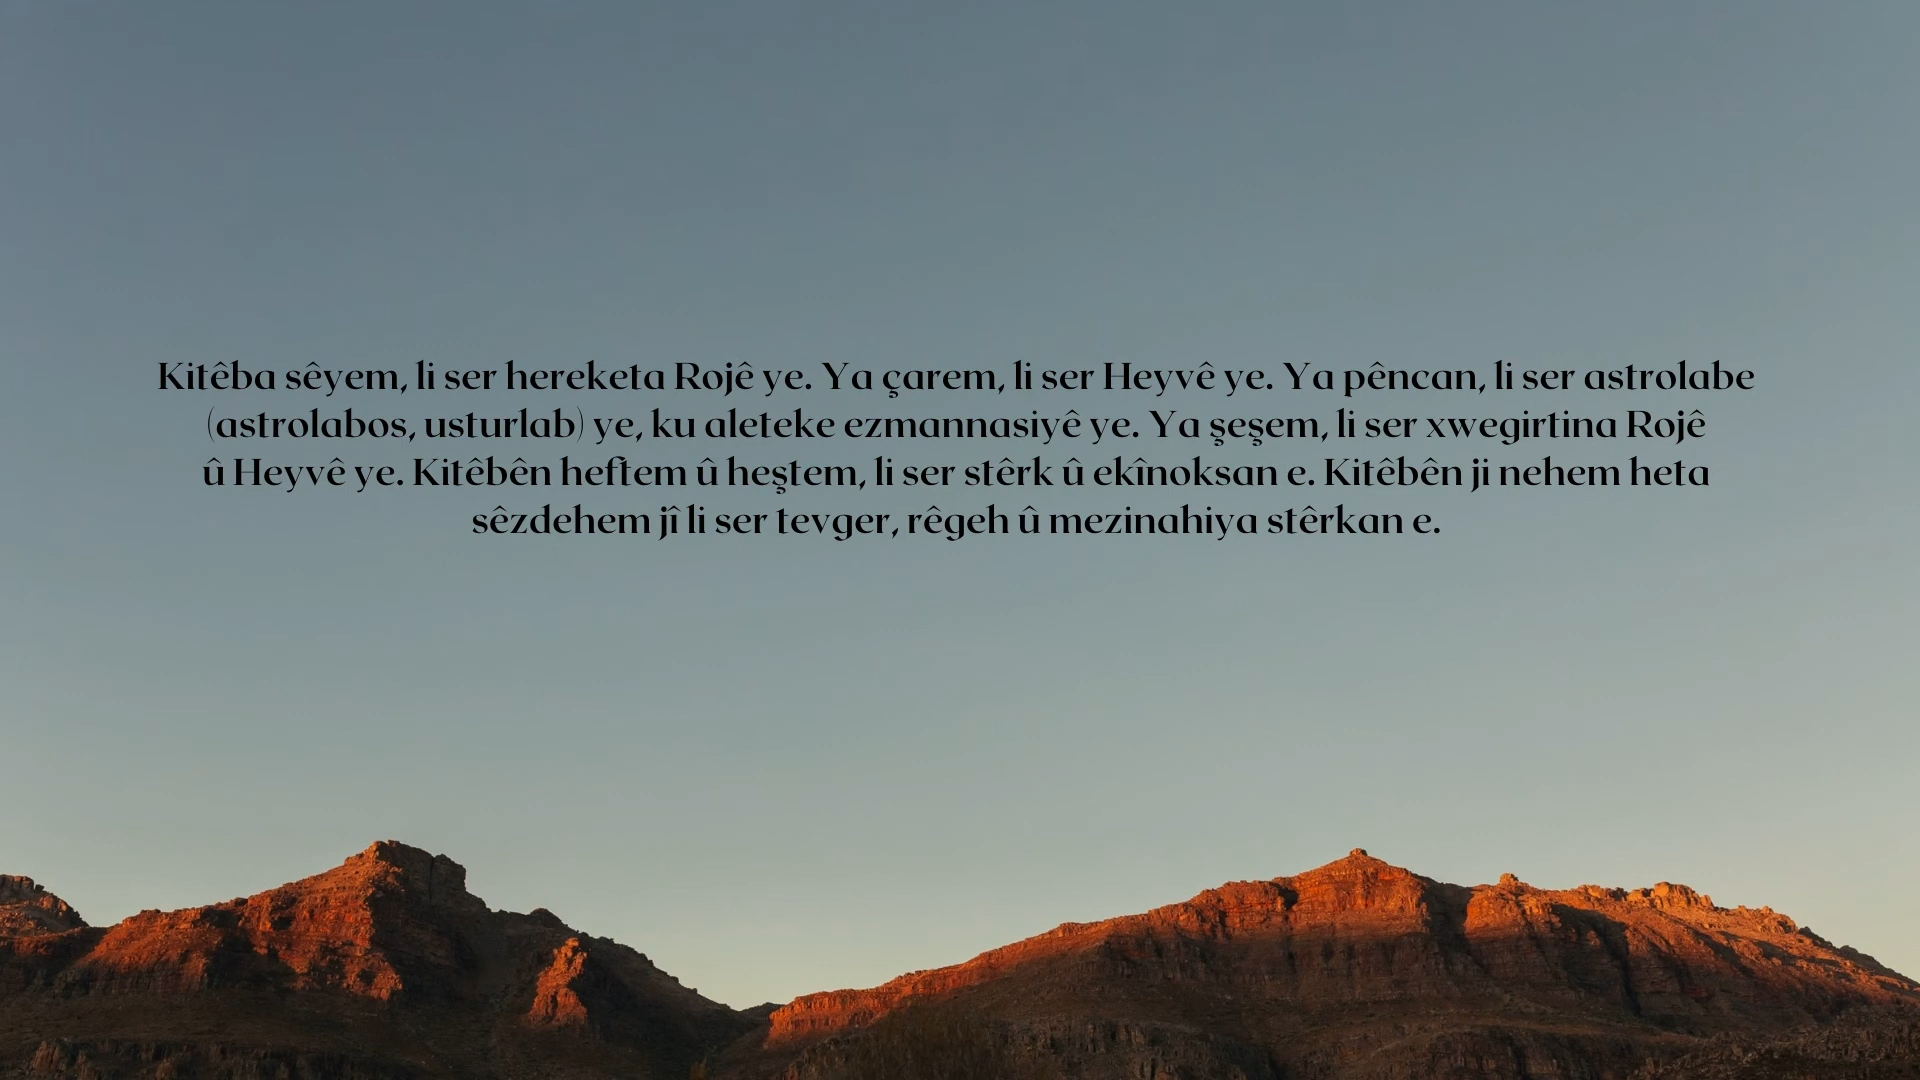 Kitêba sêyem, li ser hereketa Rojê ye. Ya çarem, li ser Heyvê ye. Ya pêncan, li ser astrolabe
(astrolabos, usturlab) ye, ku aleteke ezmannasiyê ye. Ya şeşem, li ser xwegirtina Rojê
û Heyvê ye. Kitêbên heftem û heştem, li ser stêrk û ekînoksan e. Kitêbên ji nehem heta
sêzdehem jî li ser tevger, rêgeh û mezinahiya stêrkan e.